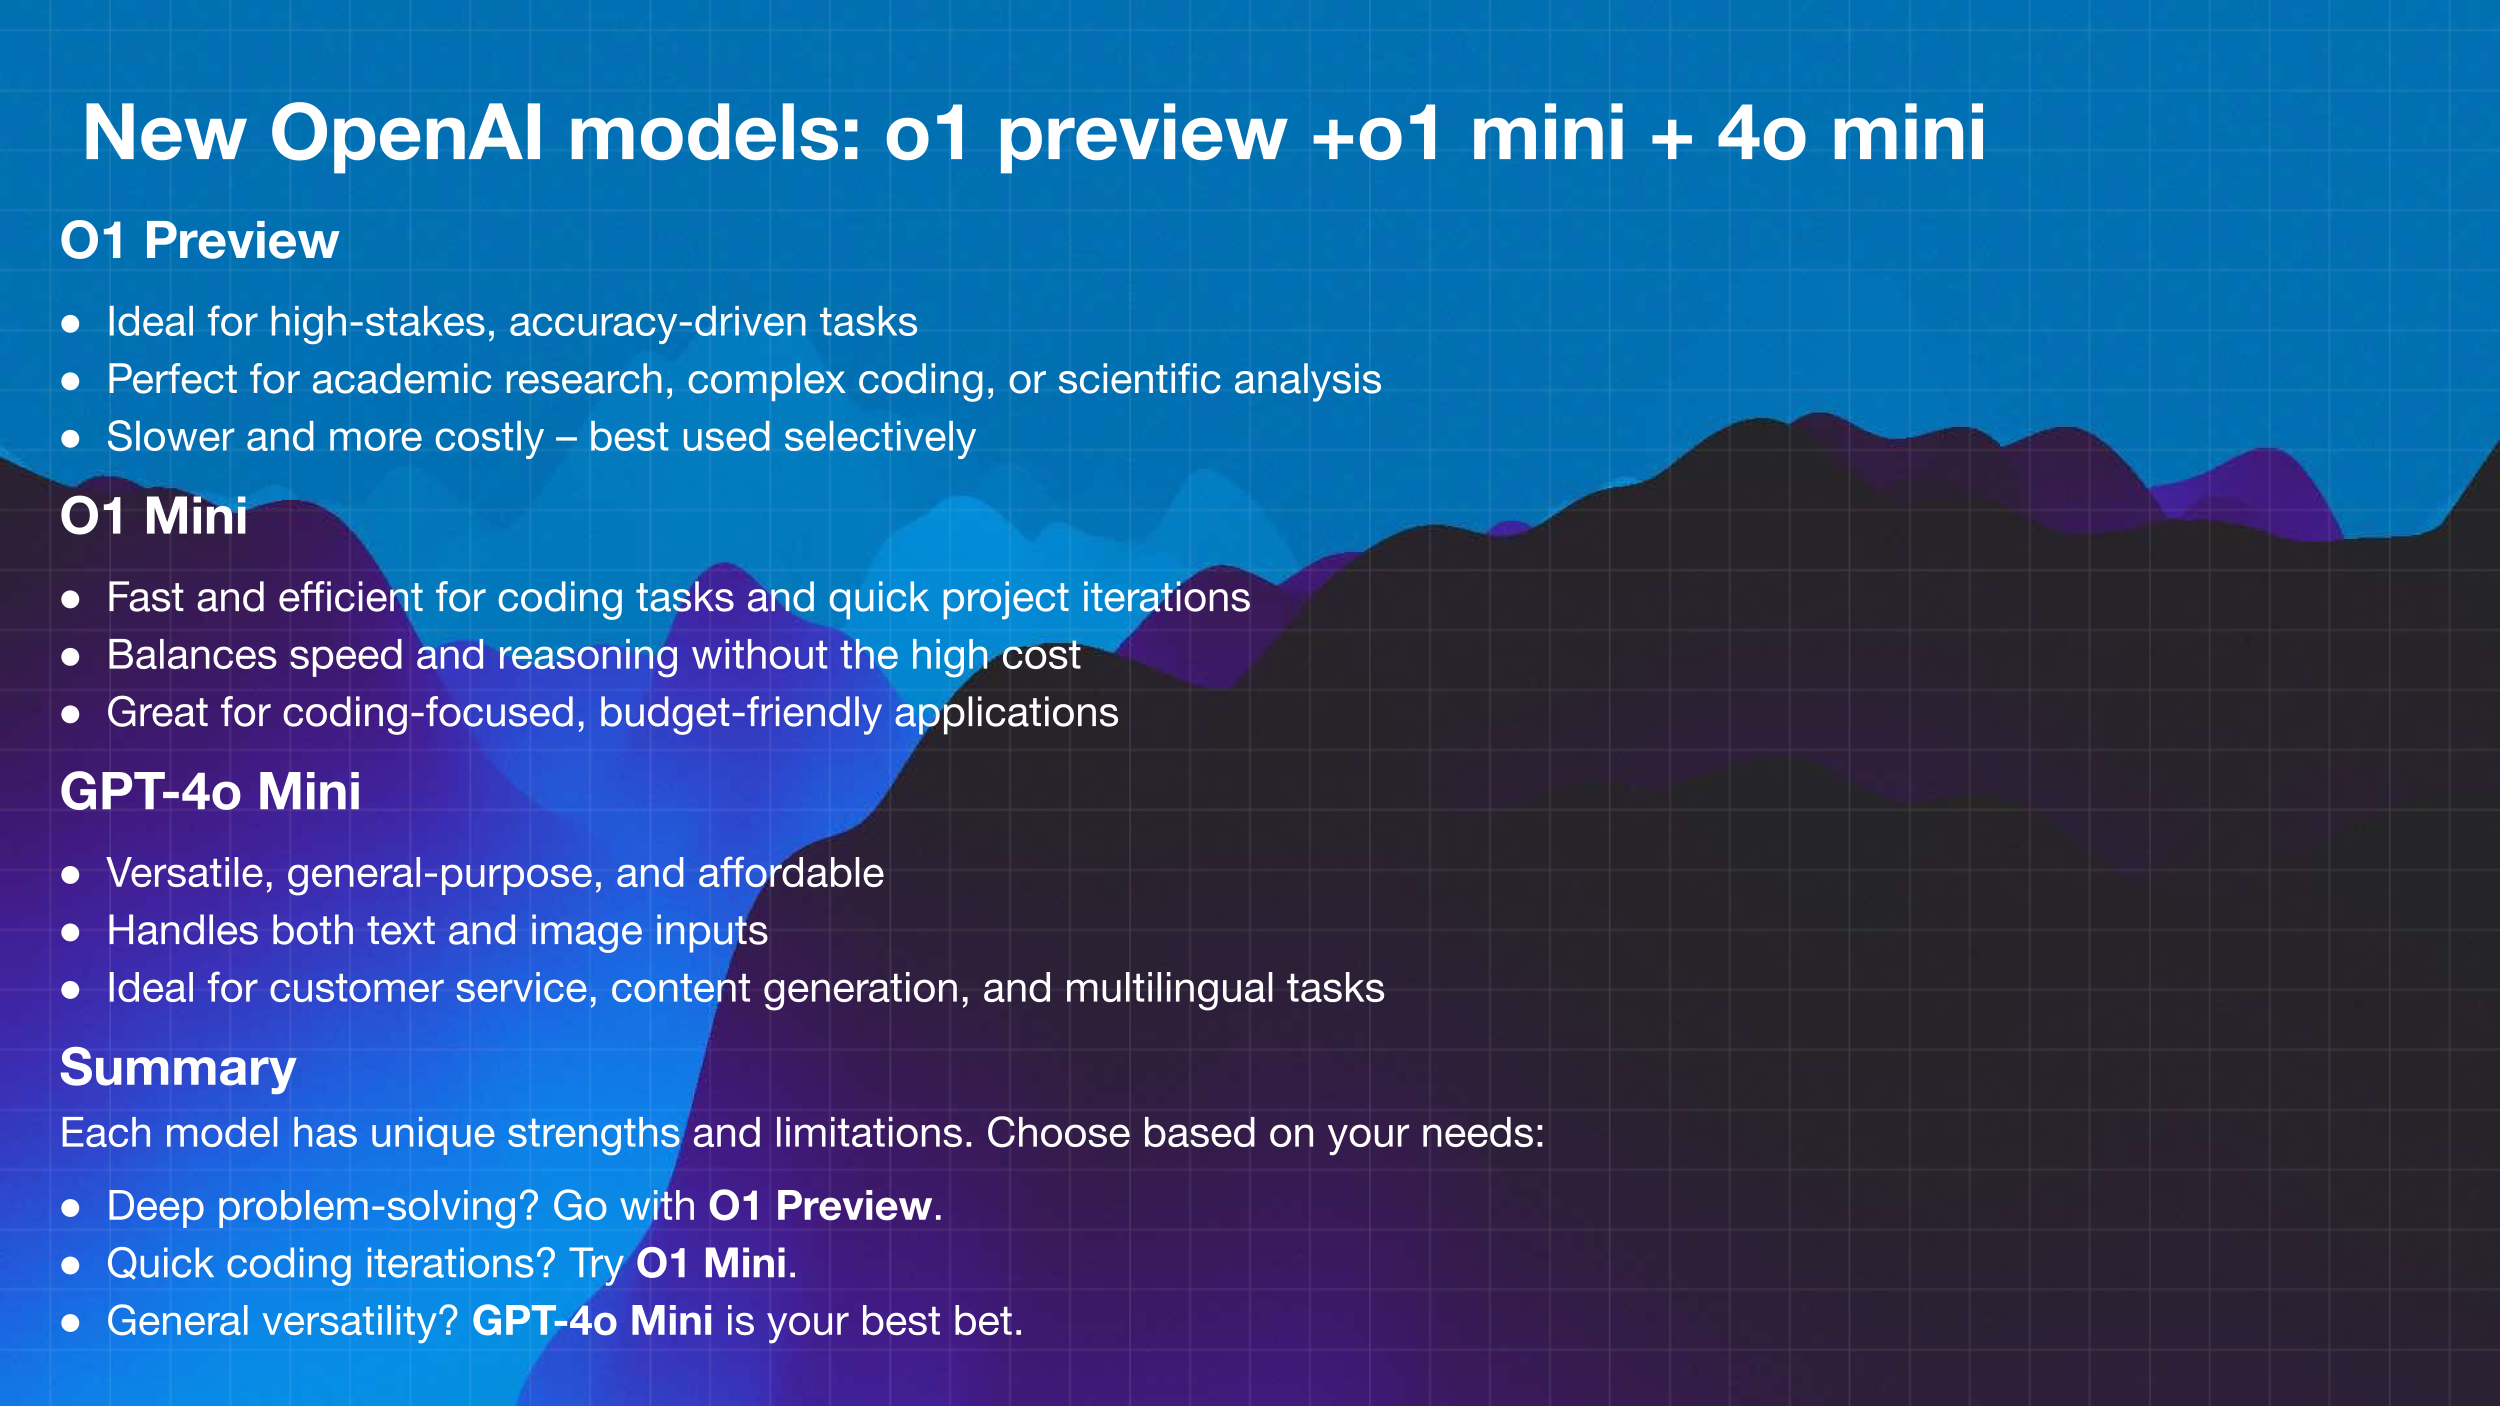 New OpenAI models: o1 preview +o1 mini + 4o mini
O1 Preview
● Ideal for high-stakes, accuracy-driven tasks
● Perfect for academic research, complex coding, or scientific analysis
● Slower and more costly – best used selectively
O1 Mini
● Fast and efficient for coding tasks and quick project iterations
● Balances speed and reasoning without the high cost
● Great for coding-focused, budget-friendly applications
GPT-4o Mini
● Versatile, general-purpose, and affordable
● Handles both text and image inputs
● Ideal for customer service, content generation, and multilingual tasks
Summary
Each model has unique strengths and limitations. Choose based on your needs:
● Deep problem-solving? Go with O1 Preview.
● Quick coding iterations? Try O1 Mini.
● General versatility? GPT-4o Mini is your best bet.